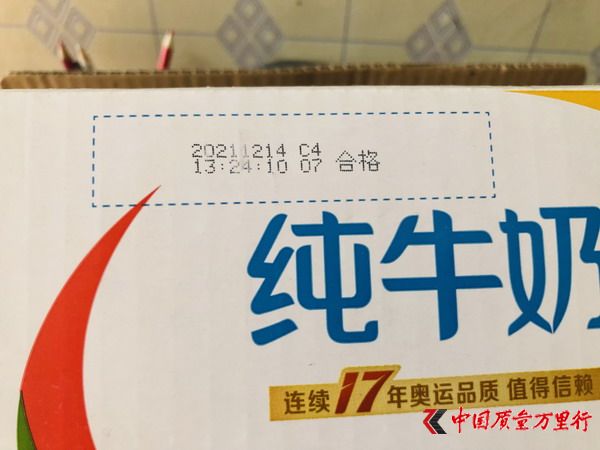 20211214 C4
13:24:10 07 合格
纯牛奶
连续17年奥运品质 值得信赖
中国质量万里行